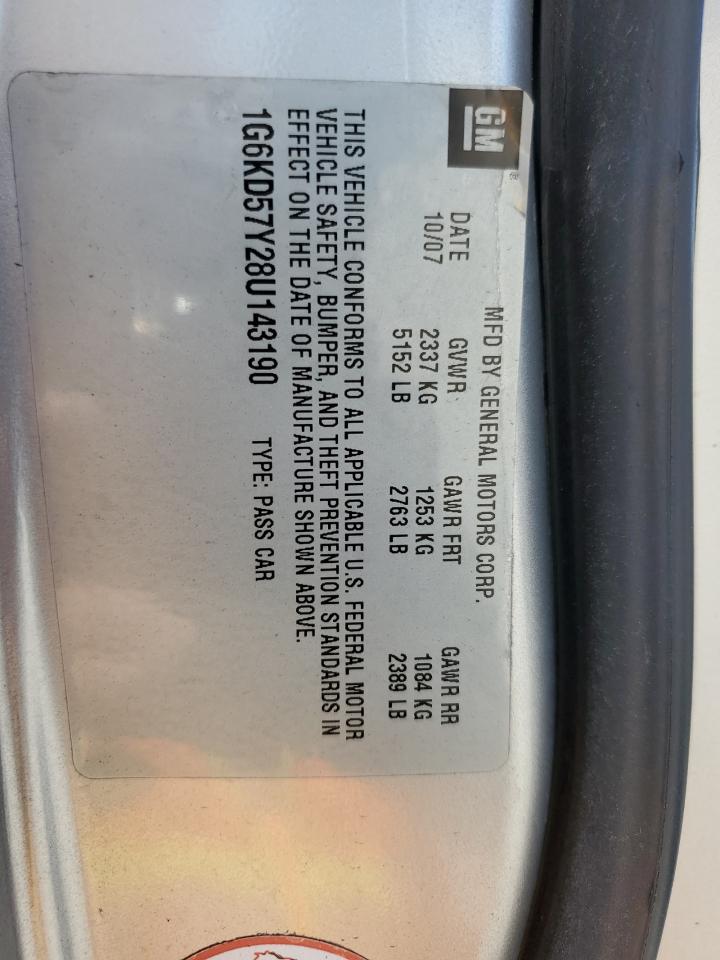 GM
MFD BY GENERAL MOTORS CORP.
DATE GVWR GAWR FRT GAWR RR
10/07 2337 KG 1253 KG 1084 KG
5152 LB 2763 LB 2389 LB
THIS VEHICLE CONFORMS TO ALL APPLICABLE U.S. FEDERAL MOTOR
VEHICLE SAFETY, BUMPER, AND THEFT PREVENTION STANDARDS IN
EFFECT ON THE DATE OF MANUFACTURE SHOWN ABOVE.
1G6KD57Y28U143190 TYPE: PASS CAR